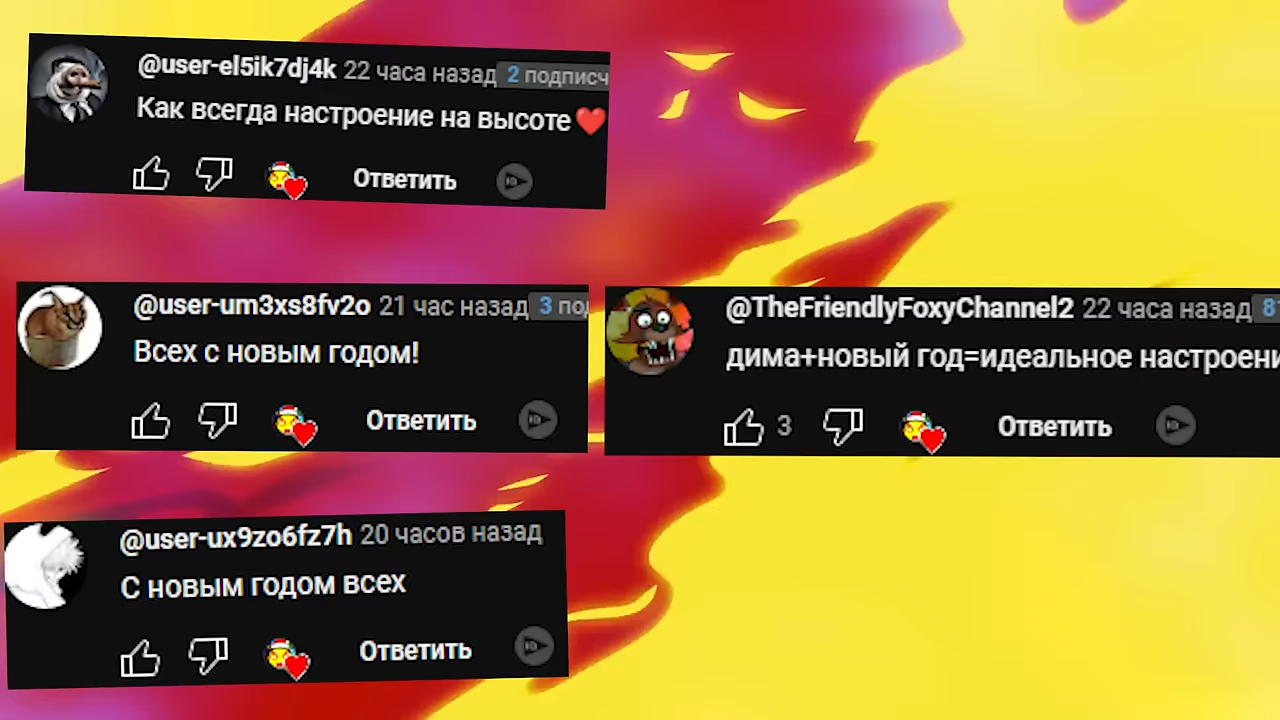 @user-el5ik7dj4k 22 часа назад 2 подписч
Как всегда настроение на высоте❤️
Ответить
@user-um3xs8fv2o 21 час назад 3 по
Всех с новым годом!
Ответить
@TheFriendlyFoxyChannel2 22 часа назад 8
дима+новый год=идеальное настроени
3 Ответить
@user-ux9zo6fz7h 20 часов назад
С новым годом всех
Ответить